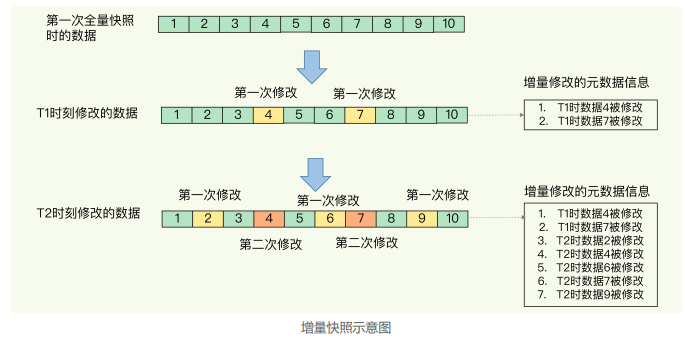 第一次全量快照
时的数据
1 2 3 4 5 6 7 8 9 10
第一次修改 第一次修改
T1时刻修改的数据
1 2 3 4 5 6 7 8 9 10
增量修改的元数据信息
1. T1时数据4被修改
2. T1时数据7被修改
第一次修改 第一次修改 第一次修改
T2时刻修改的数据
1 2 3 4 5 6 7 8 9 10
第二次修改 第二次修改
增量修改的元数据信息
1. T1时数据4被修改
2. T1时数据7被修改
3. T2时数据2被修改
4. T2时数据4被修改
5. T2时数据6被修改
6. T2时数据7被修改
7. T2时数据9被修改
增量快照示意图